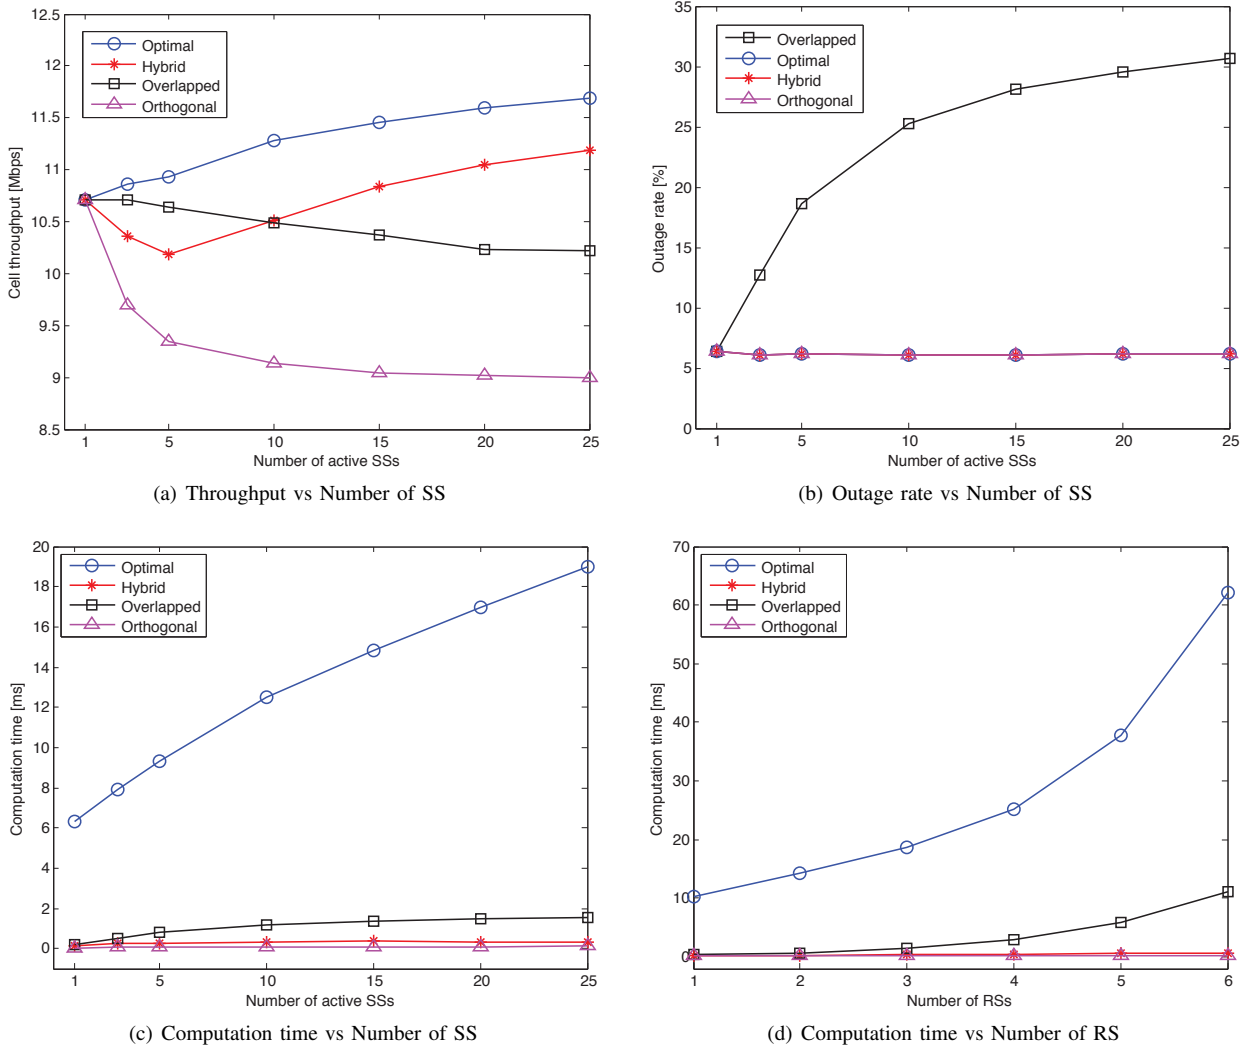 12.5
12
11.5
11
10.5
10
9.5
9
8.5
Cell throughput [Mbps]
Optimal
Hybrid
Overlapped
Orthogonal
1
5
10
15
20
25
Number of active SSs
(a) Throughput vs Number of SS
35
30
25
20
15
10
5
0
Outage rate [%]
Overlapped
Optimal
Hybrid
Orthogonal
1
5
10
15
20
25
Number of active SSs
(b) Outage rate vs Number of SS
20
18
16
14
12
10
8
6
4
2
0
Computation time [ms]
Optimal
Hybrid
Overlapped
Orthogonal
1
5
10
15
20
25
Number of active SSs
(c) Computation time vs Number of SS
70
60
50
40
30
20
10
0
Computation time [ms]
Optimal
Hybrid
Overlapped
Orthogonal
1
2
3
4
5
6
Number of RSs
(d) Computation time vs Number of RS